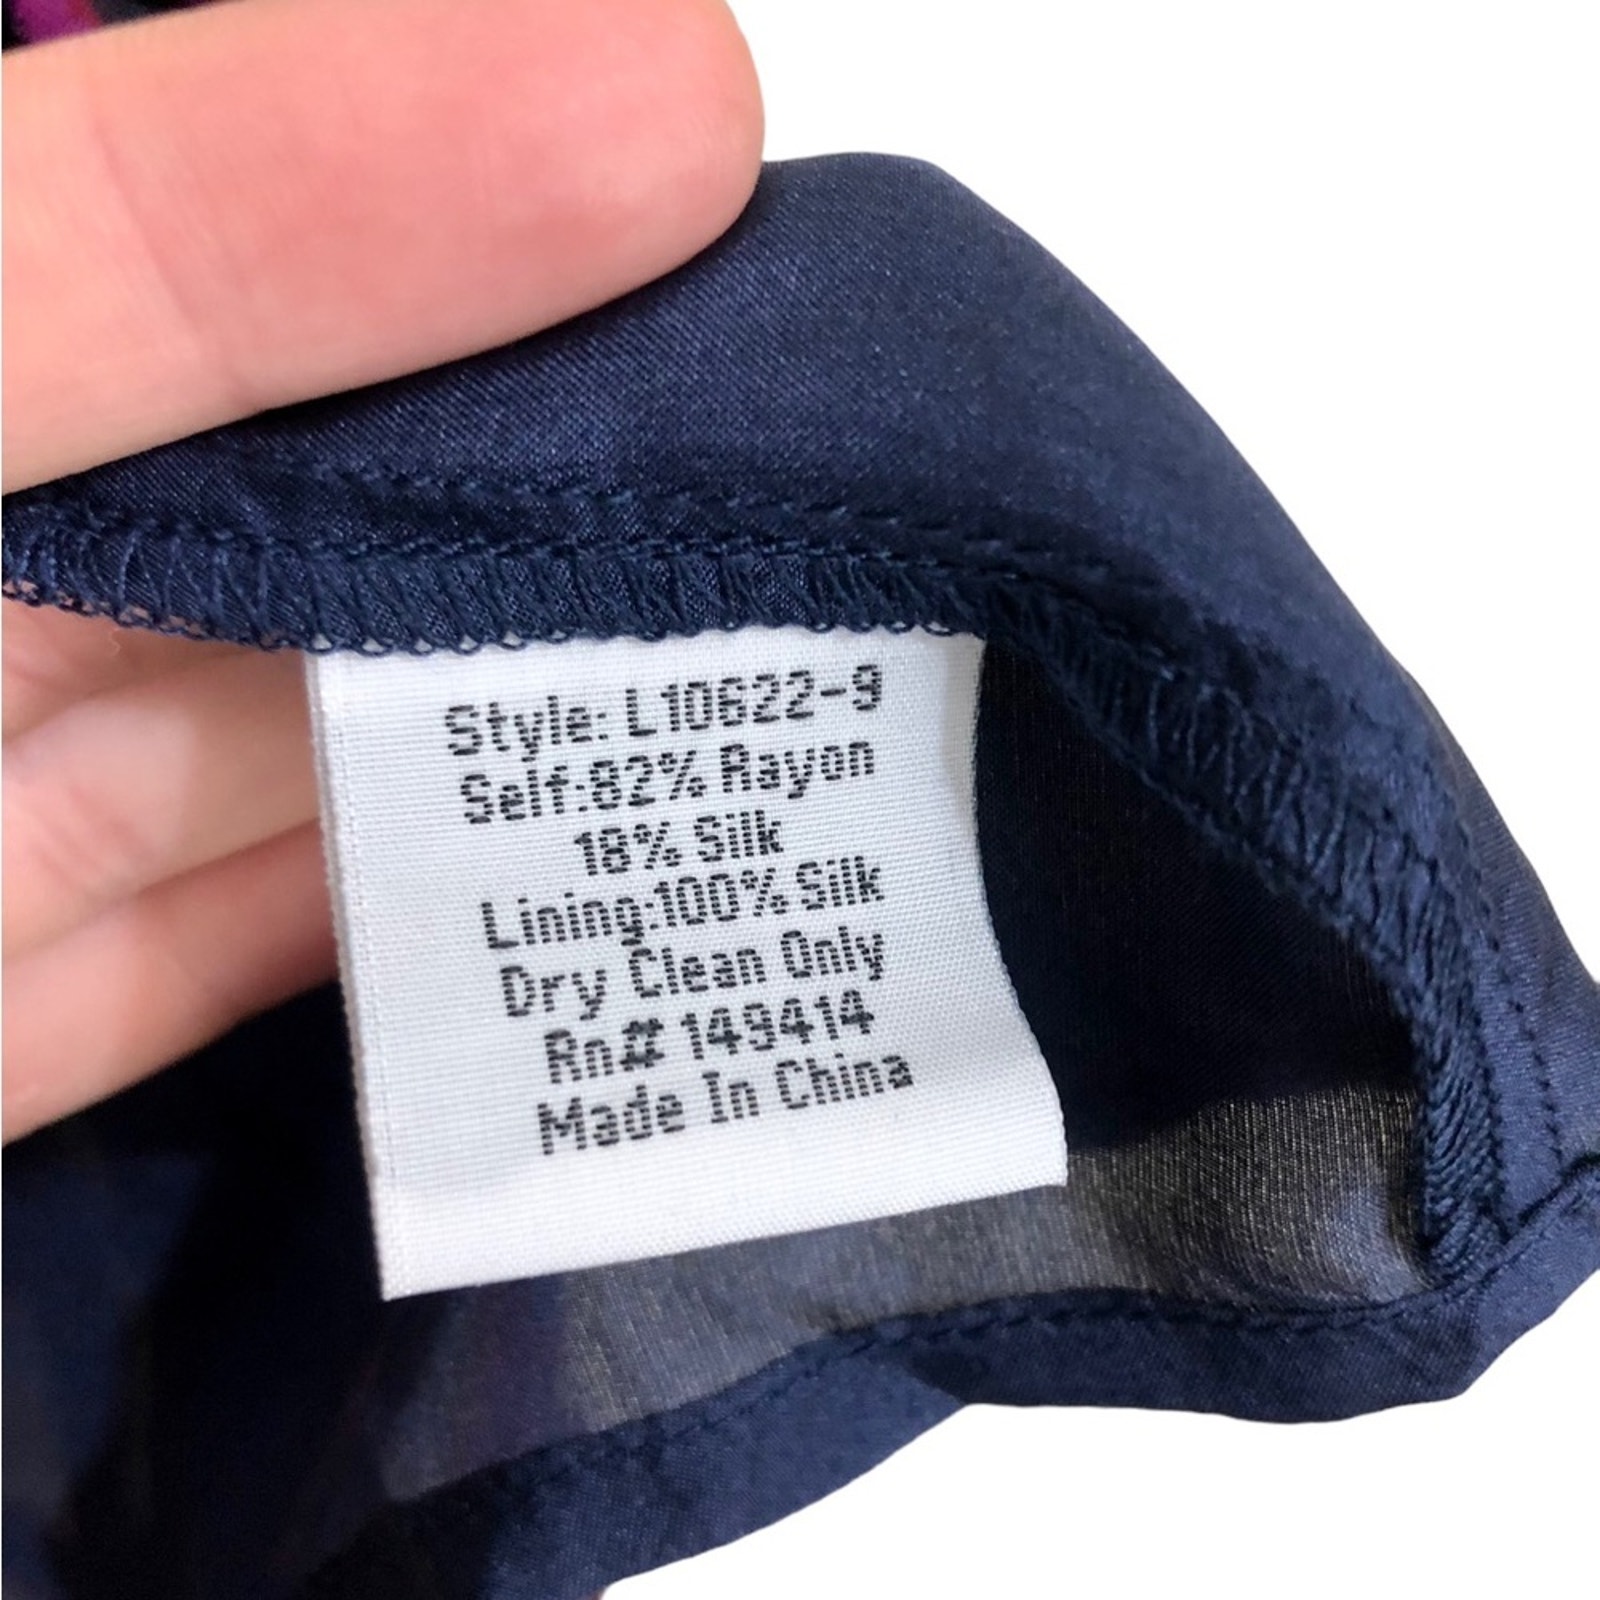 Style: L10622-9
Self:82% Rayon
18% Silk
Lining:100% Silk
Dry Clean Only
Rn# 149414
Made In China